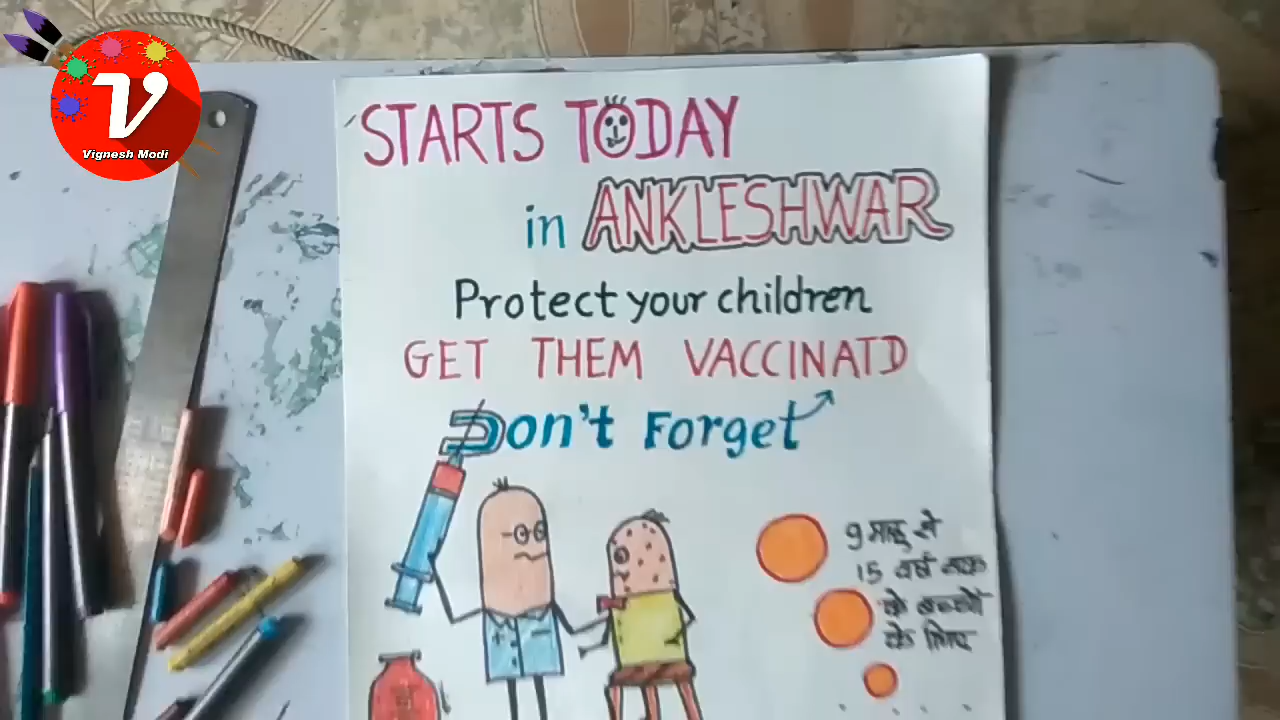 V
Vignesh Modi
STARTS TODAY
in ANKLESHWAR
Protect your children
GET THEM VACCINATD
Don't Forget
9 माह से
15 वर्ष तक
के बच्चों
के लिए